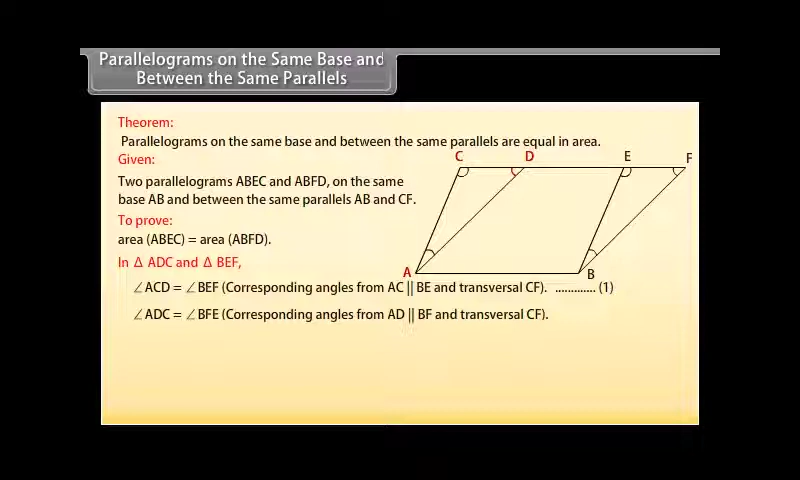 Parallelograms on the Same Base and
Between the Same Parallels
Theorem:
Parallelograms on the same base and between the same parallels are equal in area.
Given:
Two parallelograms ABEC and ABFD, on the same
base AB and between the same parallels AB and CF.
To prove:
area (ABEC) = area (ABFD).
In Δ ADC and Δ BEF,
∠ACD = ∠BEF (Corresponding angles from AC || BE and transversal CF). ............. (1)
∠ADC = ∠BFE (Corresponding angles from AD || BF and transversal CF).
C D E F
A B